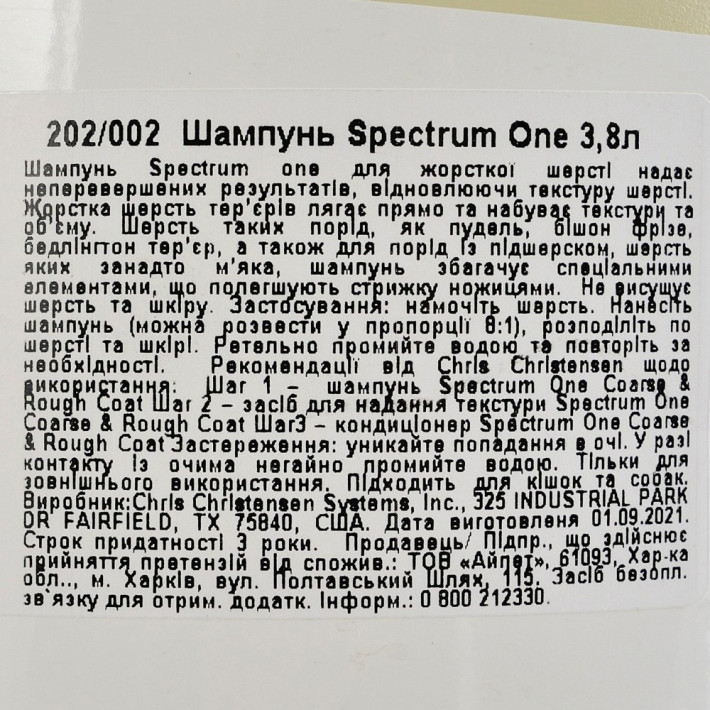 202/002 Шампунь Spectrum One 3,8л
Шампунь Spectrum one для жорсткої шерсті надає
неперевершених результатів, відновлюючи текстуру шерсті.
Жорстка шерсть тер'єрів лягає прямо та набуває текстури та
об'єму. Шерсть таких порід, як пудель, бішон фрізе,
бедлінгтон тер'єр, а також для порід із підшерском, шерсть
яких занадто м'яка, шампунь збагачує спеціальними
елементами, що полегшують стрижку ножицями. Не висушує
шерсть та шкіру. Застосування: намочіть шерсть. Нанесіть
шампунь (можна розвести у пропорції 8:1), розподіліть по
шерсті та шкірі. Ретельно промийте водою та повторіть за
необхідності. Рекомендації від Chris Christensen щодо
використання: Шаг 1 – шампунь Spectrum One Coarse &
Rough Coat Шаг 2 – засіб для надання текстури Spectrum One
Coarse & Rough Coat Шаг3 – кондиціонер Spectrum One Coarse
& Rough Coat Застереження: уникайте попадання в очі. У разі
контакту із очима негайно промийте водою. Тільки для
зовнішнього використання. Підходить для кішок та собак.
Виробник:Chris Christensen Systems, Inc., 325 INDUSTRIAL PARK
DR FAIRFIELD, TX 75840, США. Дата виготовленя 01.09.2021.
Строк придатності 3 роки. Продавець/ Підпр., що здійснює
прийняття претензій від спожив.: ТОВ «Айпет», 61093, Хар-ка
обл.., м. Харків, вул. Полтавський Шлях, 115. Засіб безопл.
зв`язку для отрим. додатк. Інформ.: 0 800 212330.